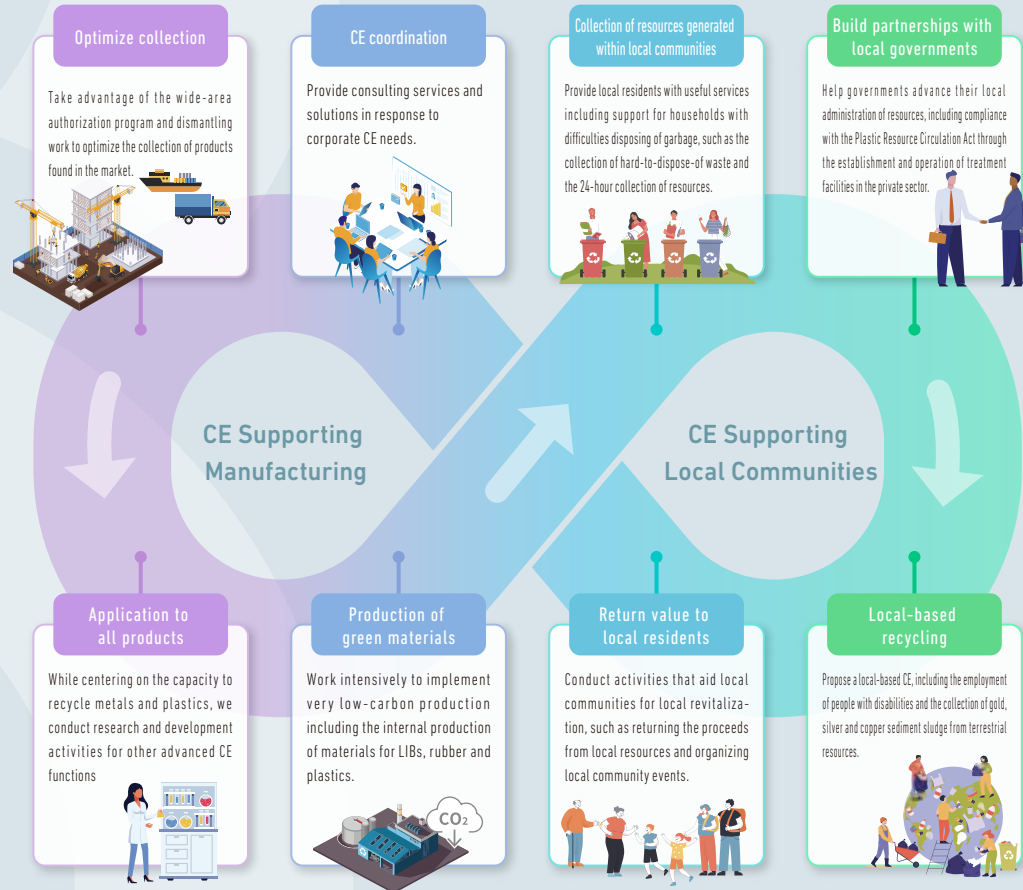 Optimize collection
Take advantage of the wide-area
authorization program and dismantling
work to optimize the collection of products
found in the market.
CE coordination
Provide consulting services and
solutions in response to
corporate CE needs.
Collection of resources generated
within local communities
Provide local residents with useful services
including support for households with
difficulties disposing of garbage, such as the
collection of hard-to-dispose-of waste and
the 24-hour collection of resources.
Build partnerships with
local governments
Help governments advance their local
administration of resources, including compliance
with the Plastic Resource Circulation Act through
the establishment and operation of treatment
facilities in the private sector.
CE Supporting
Manufacturing
CE Supporting
Local Communities
Application to
all products
While centering on the capacity to
recycle metals and plastics, we
conduct research and development
activities for other advanced CE
functions
Production of
green materials
Work intensively to implement
very low-carbon production
including the internal production
of materials for LIBs, rubber and
plastics.
CO₂
Return value to
local residents
Conduct activities that aid local
communities for local revitaliza-
tion, such as returning the proceeds
from local resources and organizing
local community events.
Local-based
recycling
Propose a local-based CE, including the employment
of people with disabilities and the collection of gold,
silver and copper sediment sludge from terrestrial
resources.